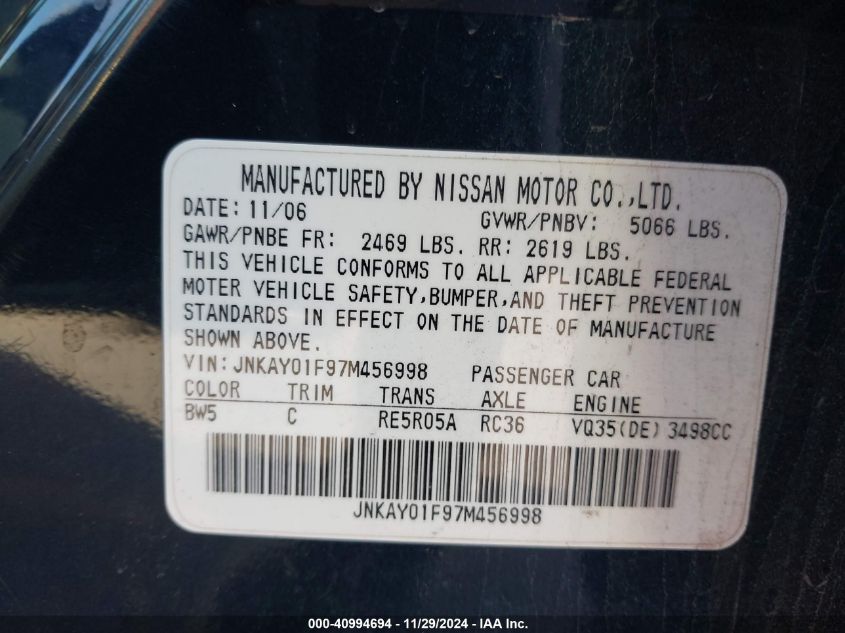 MANUFACTURED BY NISSAN MOTOR CO.,LTD.
DATE: 11/06 GVWR/PNBV: 5066 LBS.
GAWR/PNBE FR: 2469 LBS. RR: 2619 LBS.
THIS VEHICLE CONFORMS TO ALL APPLICABLE FEDERAL
MOTER VEHICLE SAFETY,BUMPER,AND THEFT PREVENTION
STANDARDS IN EFFECT ON THE DATE OF MANUFACTURE
SHOWN ABOVE.
VIN:JNKAY01F97M456998 PASSENGER CAR
COLOR TRIM TRANS AXLE ENGINE
BW5 C RE5R05A RC36 VQ35(DE) 3498CC
JNKAY01F97M456998
000-40994694 - 11/29/2024 - IAA Inc.